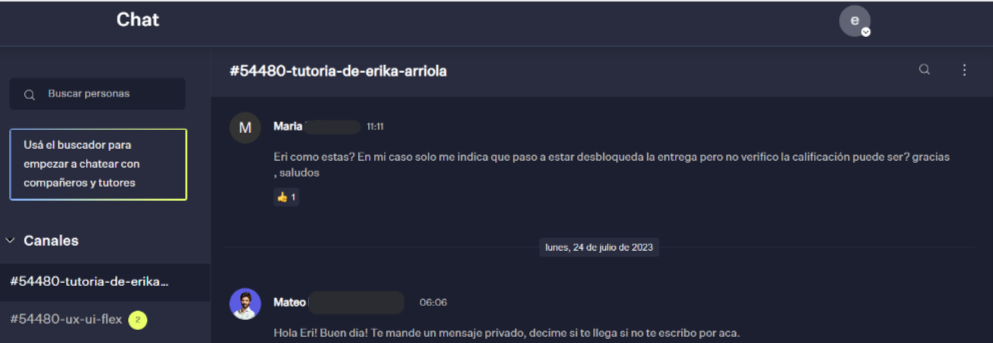 Chat
e
Buscar personas
Usá el buscador para
empezar a chatear con
compañeros y tutores
Canales
#54480-tutoria-de-erika...
#54480-ux-ui-flex 2
#54480-tutoria-de-erika-arriola
M
Maria 11:11
Eri como estas? En mi caso solo me indica que paso a estar desbloqueda la entrega pero no verifico la calificación puede ser? gracias
, saludos
👍 1
lunes, 24 de julio de 2023
Mateo 06:06
Hola Eri! Buen dia! Te mande un mensaje privado, decime si te llega si no te escribo por aca.